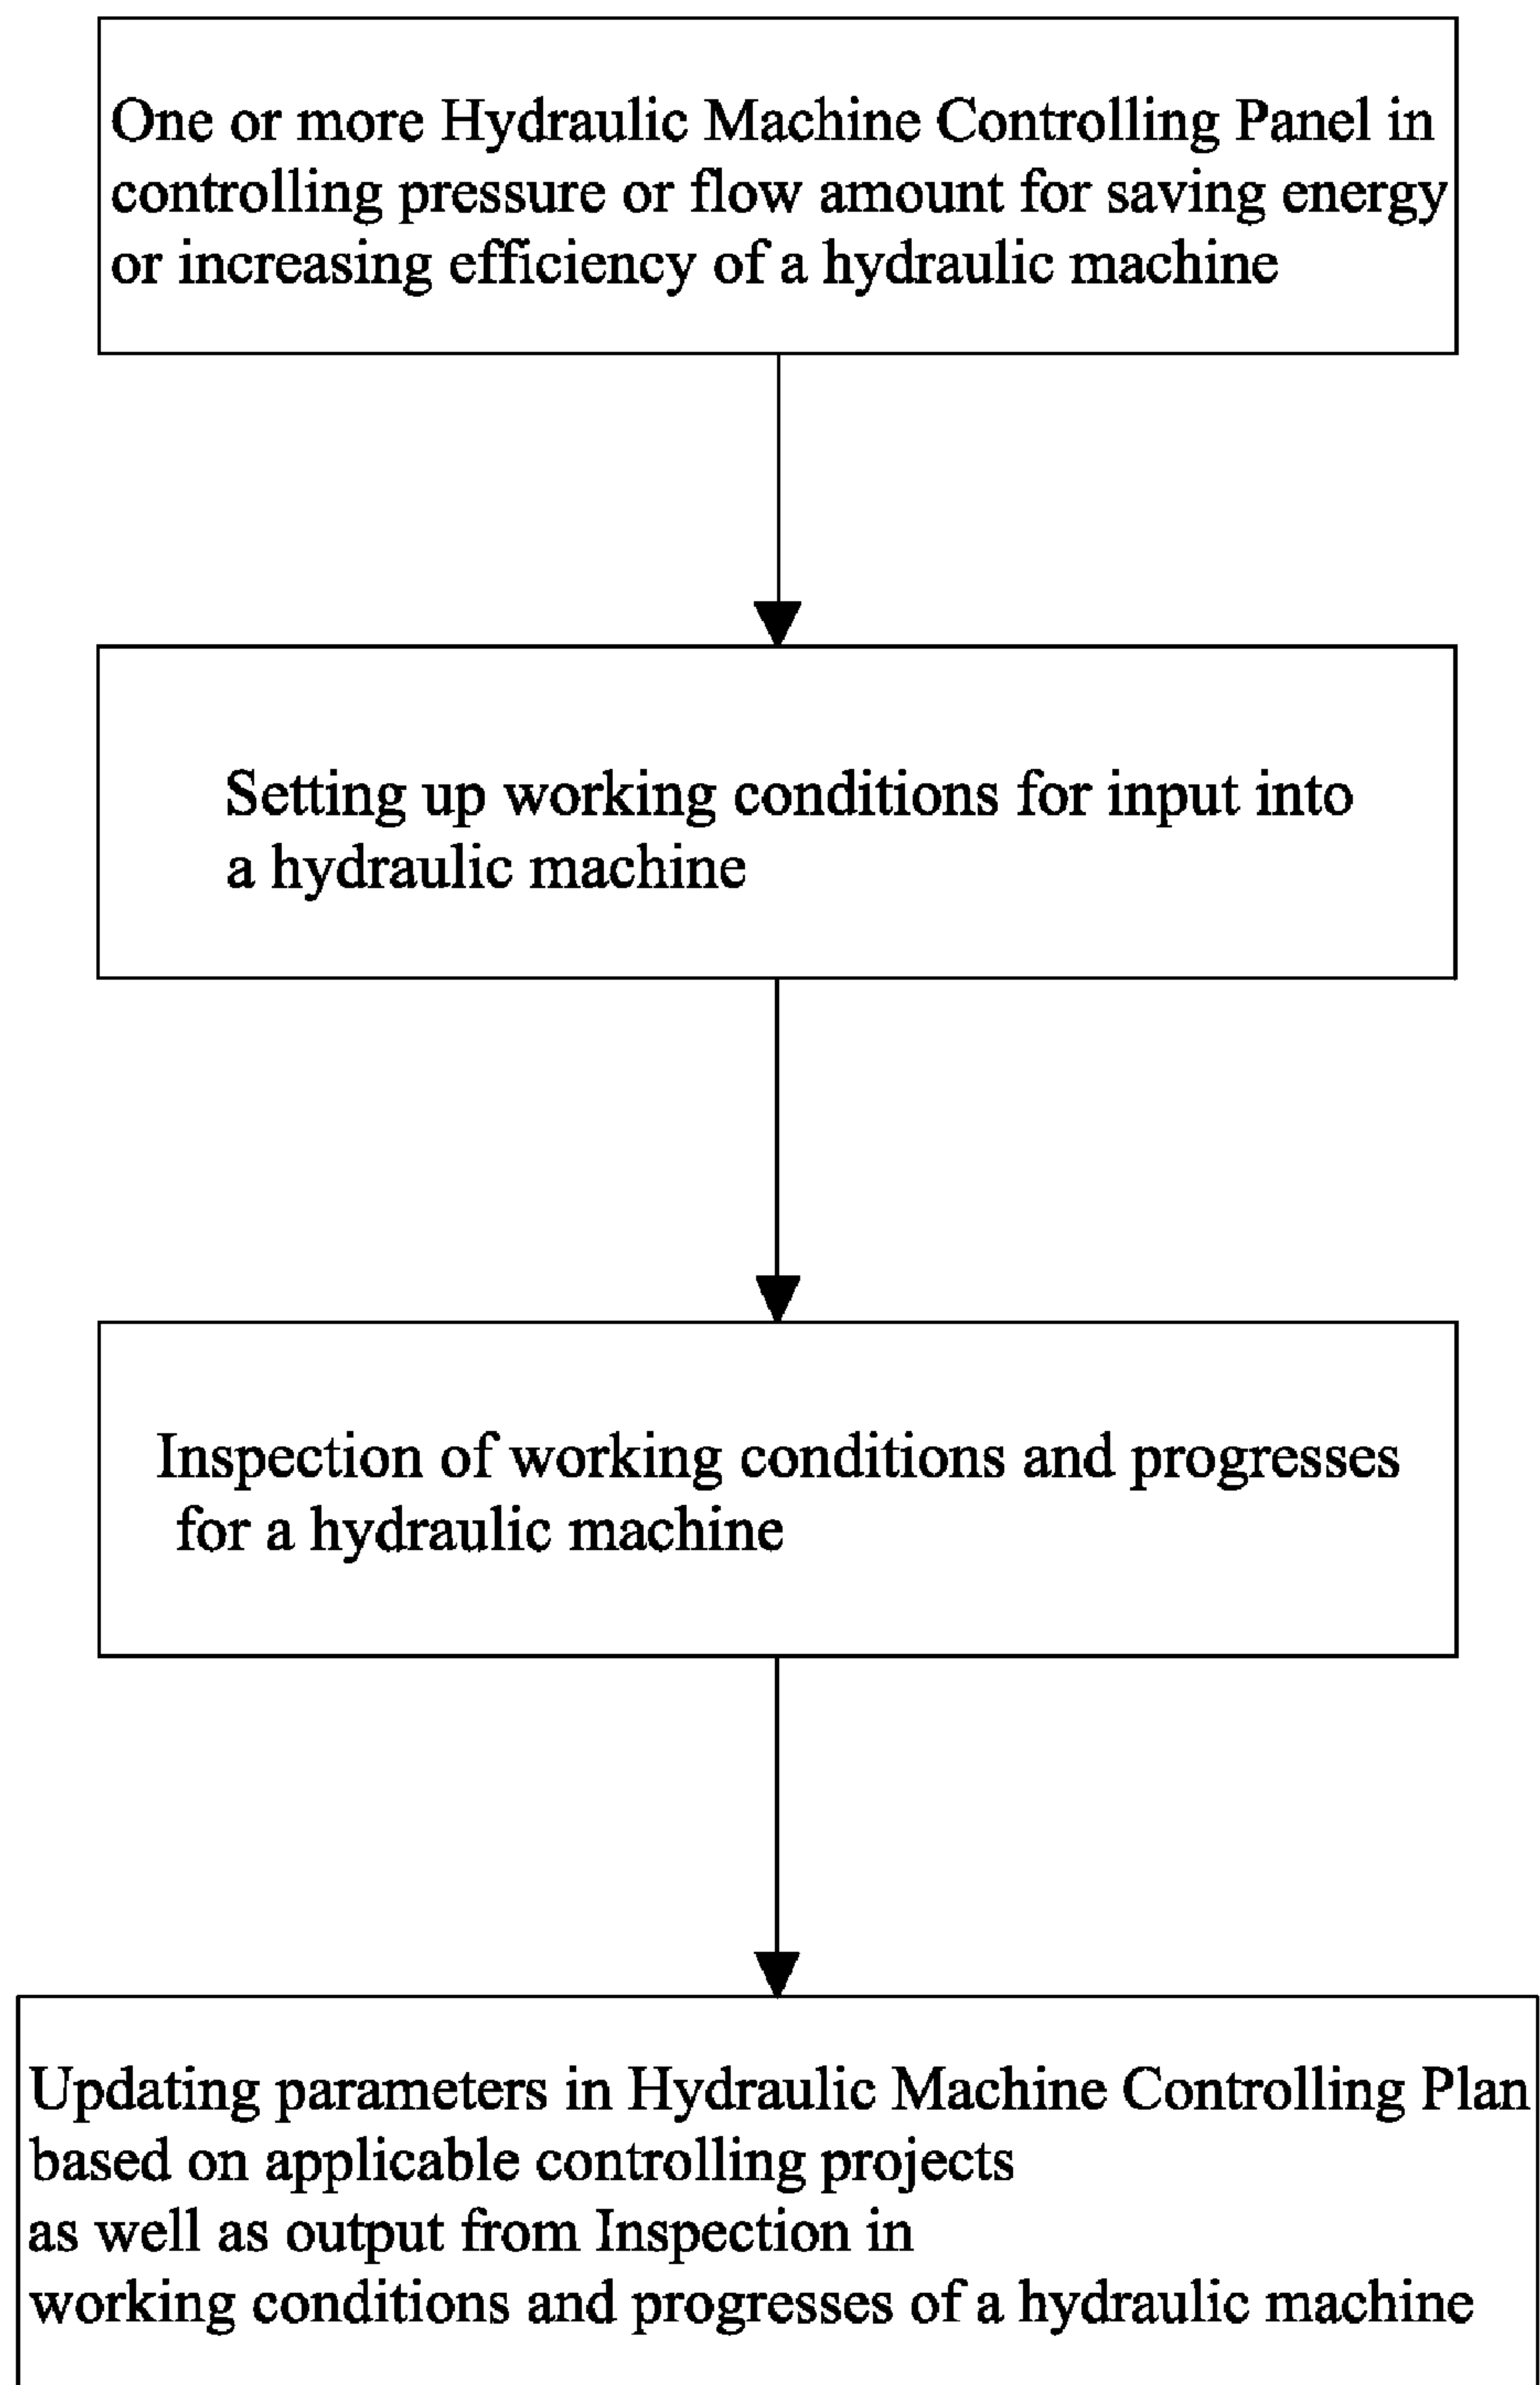 One or more Hydraulic Machine Controlling Panel in
controlling pressure or flow amount for saving energy
or increasing efficiency of a hydraulic machine
Setting up working conditions for input into
a hydraulic machine
Inspection of working conditions and progresses
for a hydraulic machine
Updating parameters in Hydraulic Machine Controlling Plan
based on applicable controlling projects
as well as output from Inspection in
working conditions and progresses of a hydraulic machine